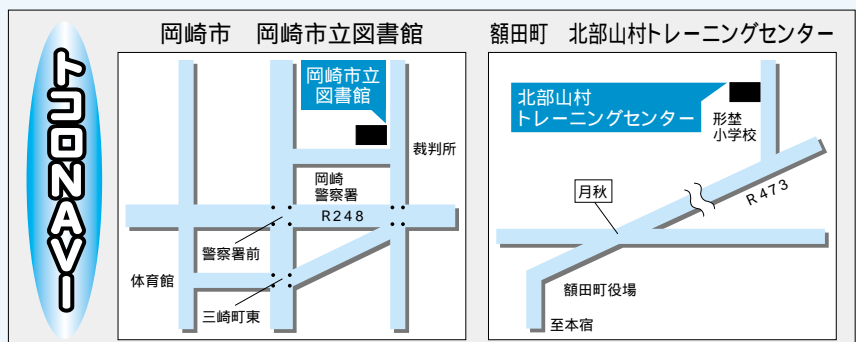 トコロNAVI
岡崎市 岡崎市立図書館
岡崎市立
図書館
裁判所
岡崎
警察署
R248
警察署前
体育館
三崎町東
額田町 北部山村トレーニングセンター
北部山村
トレーニングセンター
形埜
小学校
月秋
R473
額田町役場
至本宿